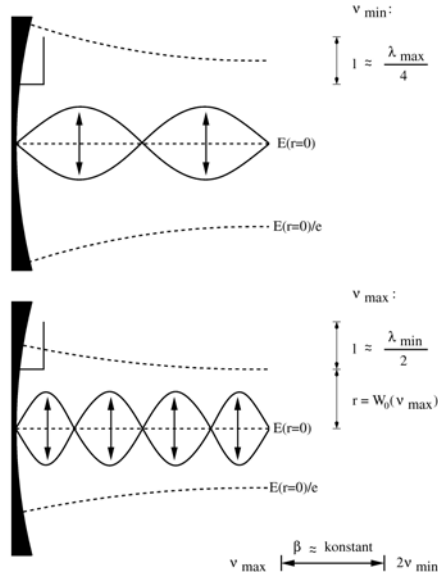 ν min :
l ≈ λ max / 4
E(r=0)
E(r=0)/e
ν max :
l ≈ λ min / 2
r = W₀(ν max)
E(r=0)
E(r=0)/e
β ≈ konstant
ν max 2ν min